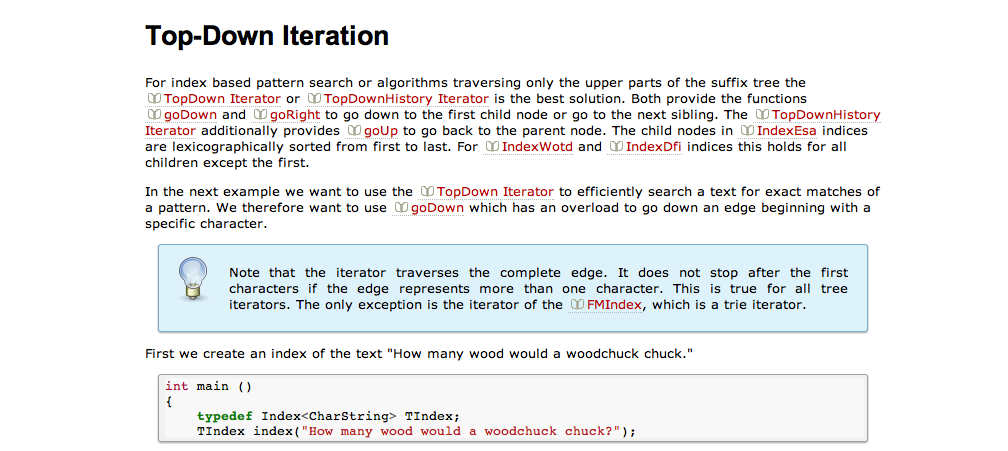 Top-Down Iteration
For index based pattern search or algorithms traversing only the upper parts of the suffix tree the
TopDown Iterator or TopDownHistory Iterator is the best solution. Both provide the functions
goDown and goRight to go down to the first child node or go to the next sibling. The TopDownHistory
Iterator additionally provides goUp to go back to the parent node. The child nodes in IndexEsa indices
are lexicographically sorted from first to last. For IndexWotd and IndexDfi indices this holds for all
children except the first.
In the next example we want to use the TopDown Iterator to efficiently search a text for exact matches of
a pattern. We therefore want to use goDown which has an overload to go down an edge beginning with a
specific character.
Note that the iterator traverses the complete edge. It does not stop after the first
characters if the edge represents more than one character. This is true for all tree
iterators. The only exception is the iterator of the FMIndex, which is a trie iterator.
First we create an index of the text "How many wood would a woodchuck chuck."
int main ()
{
    typedef Index<CharString> TIndex;
    TIndex index("How many wood would a woodchuck chuck?");